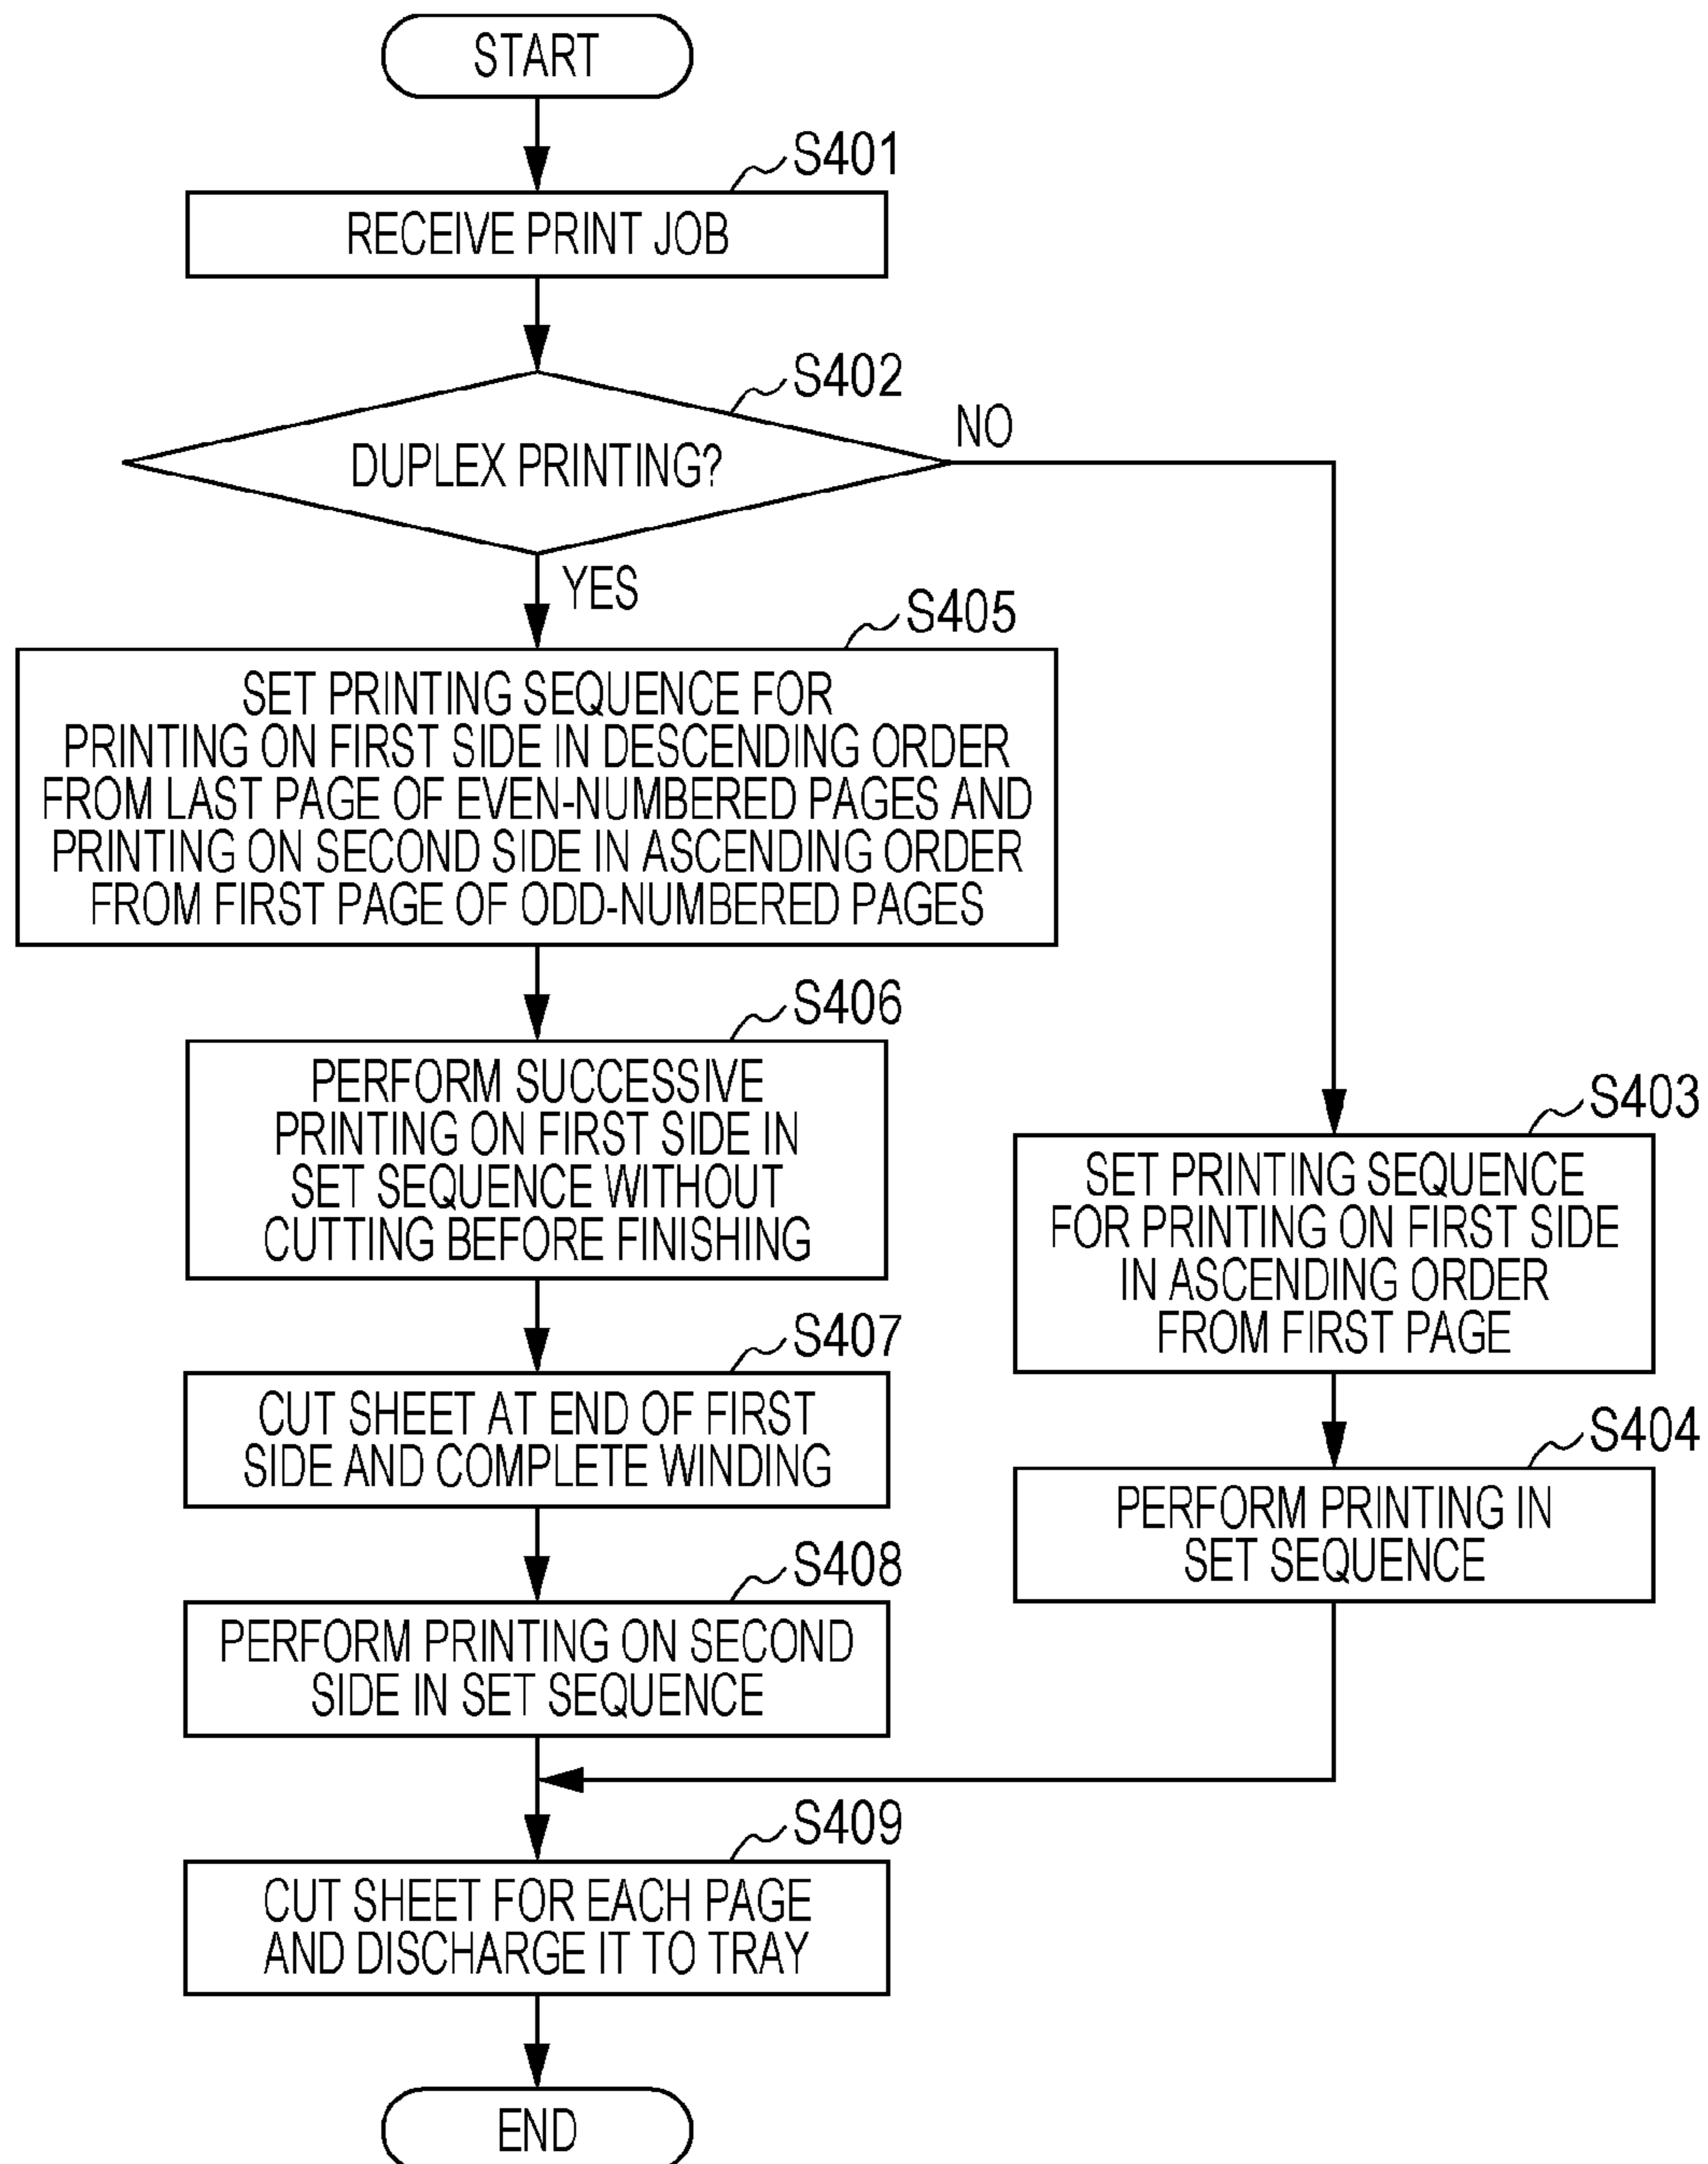 START
S401
RECEIVE PRINT JOB
S402
DUPLEX PRINTING?
NO
YES
S405
SET PRINTING SEQUENCE FOR
PRINTING ON FIRST SIDE IN DESCENDING ORDER
FROM LAST PAGE OF EVEN-NUMBERED PAGES AND
PRINTING ON SECOND SIDE IN ASCENDING ORDER
FROM FIRST PAGE OF ODD-NUMBERED PAGES
S406
PERFORM SUCCESSIVE
PRINTING ON FIRST SIDE IN
SET SEQUENCE WITHOUT
CUTTING BEFORE FINISHING
S403
SET PRINTING SEQUENCE
FOR PRINTING ON FIRST SIDE
IN ASCENDING ORDER
FROM FIRST PAGE
S407
CUT SHEET AT END OF FIRST
SIDE AND COMPLETE WINDING
S404
PERFORM PRINTING IN
SET SEQUENCE
S408
PERFORM PRINTING ON SECOND
SIDE IN SET SEQUENCE
S409
CUT SHEET FOR EACH PAGE
AND DISCHARGE IT TO TRAY
END